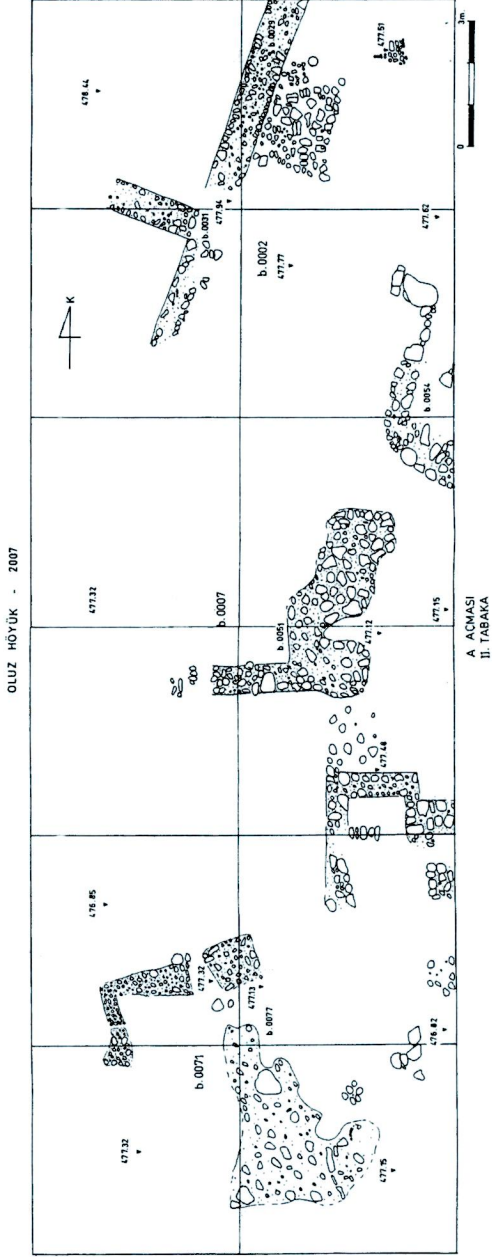 OLUZ HÖYÜK - 2007
477.32
b.0071
477.15
476.85
477.32
477.13
b.0077
476.82
477.48
477.32
b.0007
b.0051
477.12
477.15
b.0054
K
478.44
b.0031
477.94
b.0002
477.77
477.62
b.0029
477.51
0
3m.
A AÇMASI
II. TABAKA